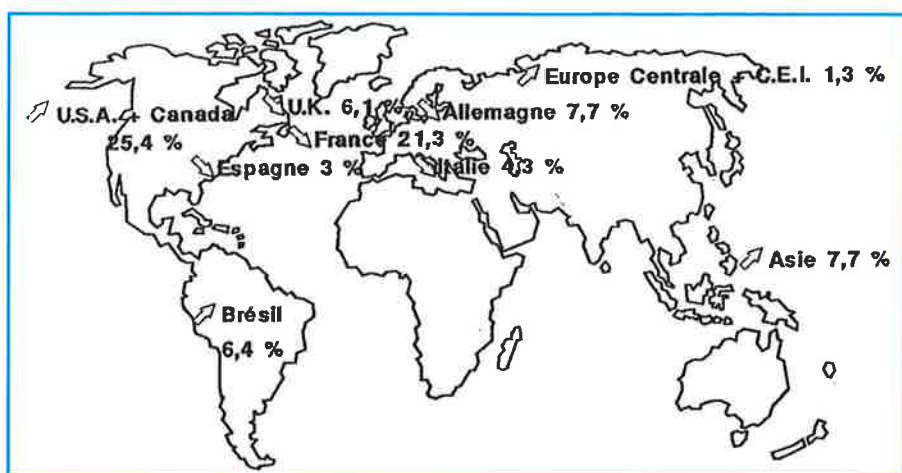 Europe Centrale + C.E.I. 1,3 %
U.S.A. + Canada
25,4 %
U.K. 6,1 %
Allemagne 7,7 %
France 21,3 %
Espagne 3 %
Italie 4,3 %
Asie 7,7 %
Brésil
6,4 %